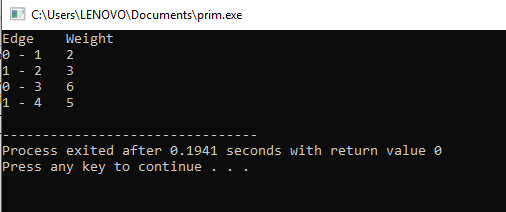 C:\Users\LENOVO\Documents\prim.exe
Edge    Weight
0 - 1   2
1 - 2   3
0 - 3   6
1 - 4   5
--------------------------------
Process exited after 0.1941 seconds with return value 0
Press any key to continue . . .